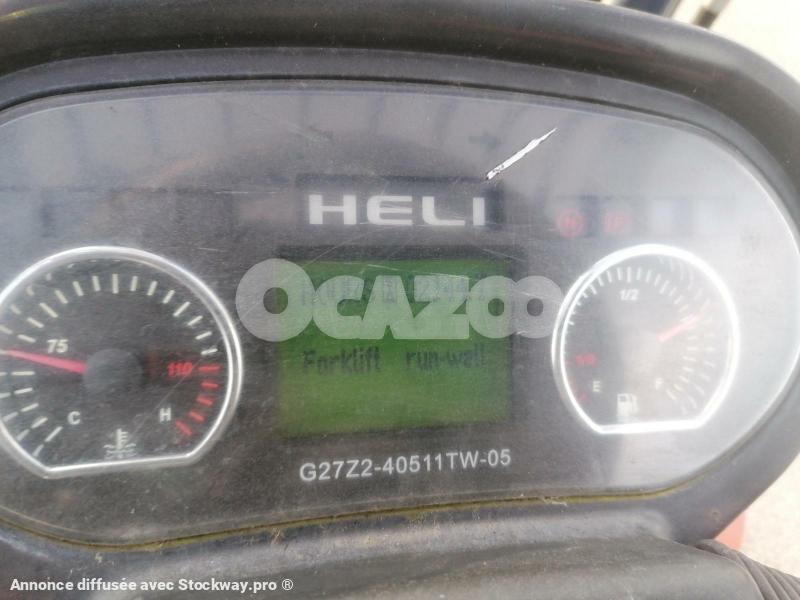 HELI
OCAZOO
75
110
C
H
1/2
E
F
Forklift run-well
G27Z2-40511TW-05
Annonce diffusée avec Stockway.pro ®